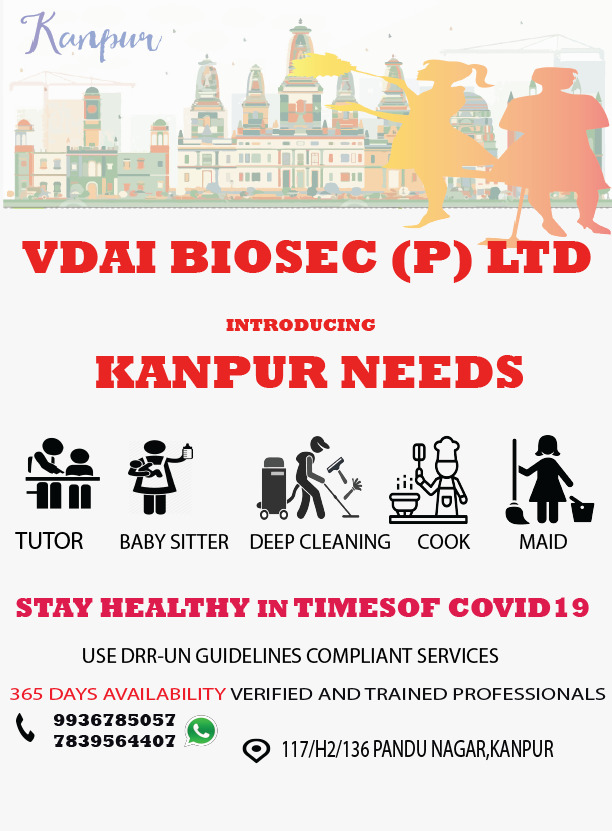 Kanpur
VDAI BIOSEC (P) LTD
INTRODUCING
KANPUR NEEDS
TUTOR BABY SITTER DEEP CLEANING COOK MAID
STAY HEALTHY IN TIMESOF COVID19
USE DRR-UN GUIDELINES COMPLIANT SERVICES
365 DAYS AVAILABILITY VERIFIED AND TRAINED PROFESSIONALS
9936785057
7839564407
117/H2/136 PANDU NAGAR,KANPUR